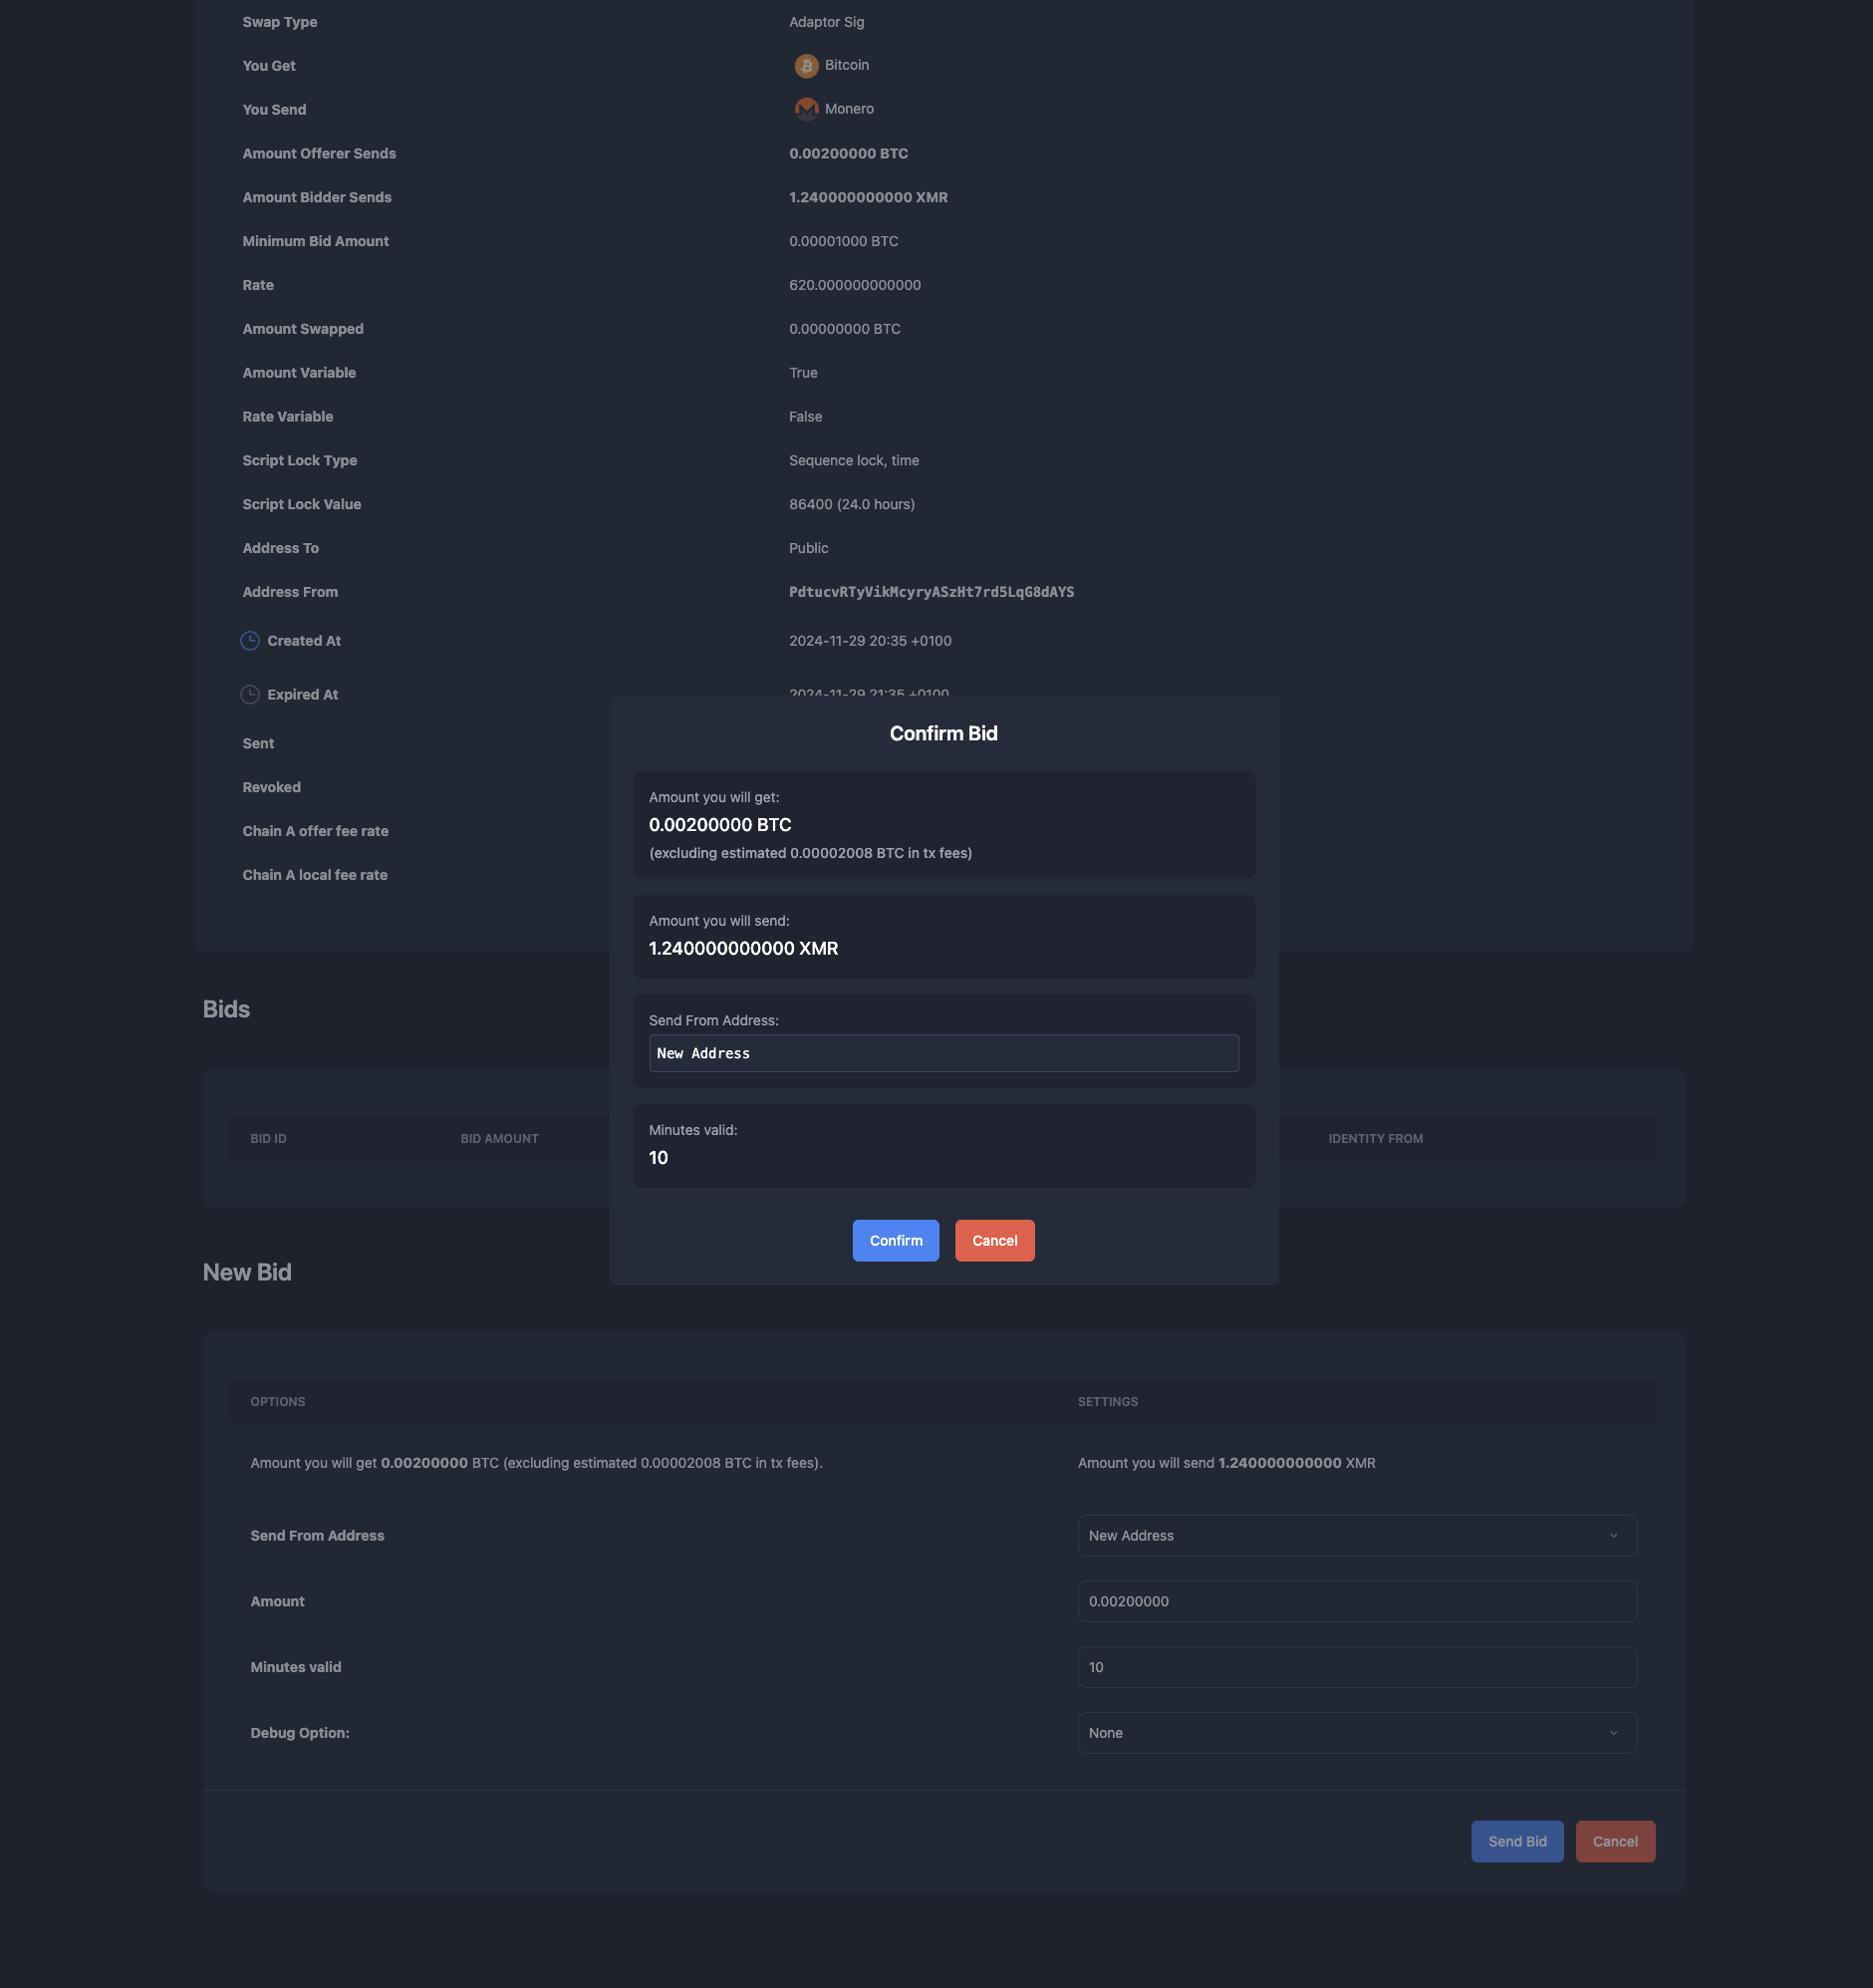 Swap Type Adaptor Sig
You Get Bitcoin
You Send Monero
Amount Offerer Sends 0.00200000 BTC
Amount Bidder Sends 1.240000000000 XMR
Minimum Bid Amount 0.00001000 BTC
Rate 620.000000000000
Amount Swapped 0.00000000 BTC
Amount Variable True
Rate Variable False
Script Lock Type Sequence lock, time
Script Lock Value 86400 (24.0 hours)
Address To Public
Address From PdtucvRTyVikMcyryASzHt7rd5LqG8dAYS
Created At 2024-11-29 20:35 +0100
Expired At 2024-11-29 21:35 +0100
Sent
Revoked
Chain A offer fee rate
Chain A local fee rate
Confirm Bid
Amount you will get:
0.00200000 BTC
(excluding estimated 0.00002008 BTC in tx fees)
Amount you will send:
1.240000000000 XMR
Send From Address:
New Address
Minutes valid:
10
Confirm Cancel
Bids
BID ID BID AMOUNT IDENTITY FROM
New Bid
OPTIONS SETTINGS
Amount you will get 0.00200000 BTC (excluding estimated 0.00002008 BTC in tx fees). Amount you will send 1.240000000000 XMR
Send From Address New Address
Amount 0.00200000
Minutes valid 10
Debug Option: None
Send Bid Cancel